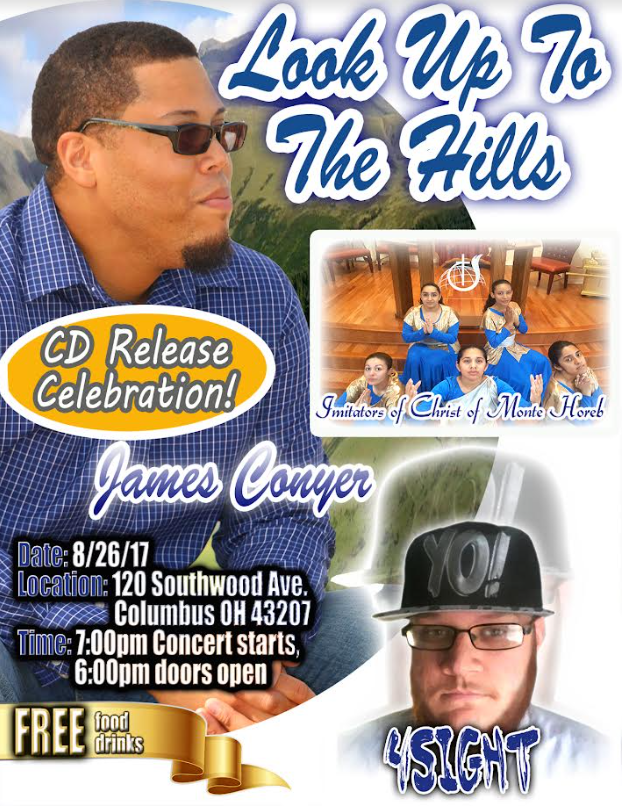 Look Up To
The Hills
CD Release
Celebration!
Imitators of Christ of Monte Horeb
James Conyer
Date: 8/26/17
Location: 120 Southwood Ave.
Columbus OH 43207
Time: 7:00pm Concert starts,
6:00pm doors open
YO!
FREE food
drinks
4SIGHT